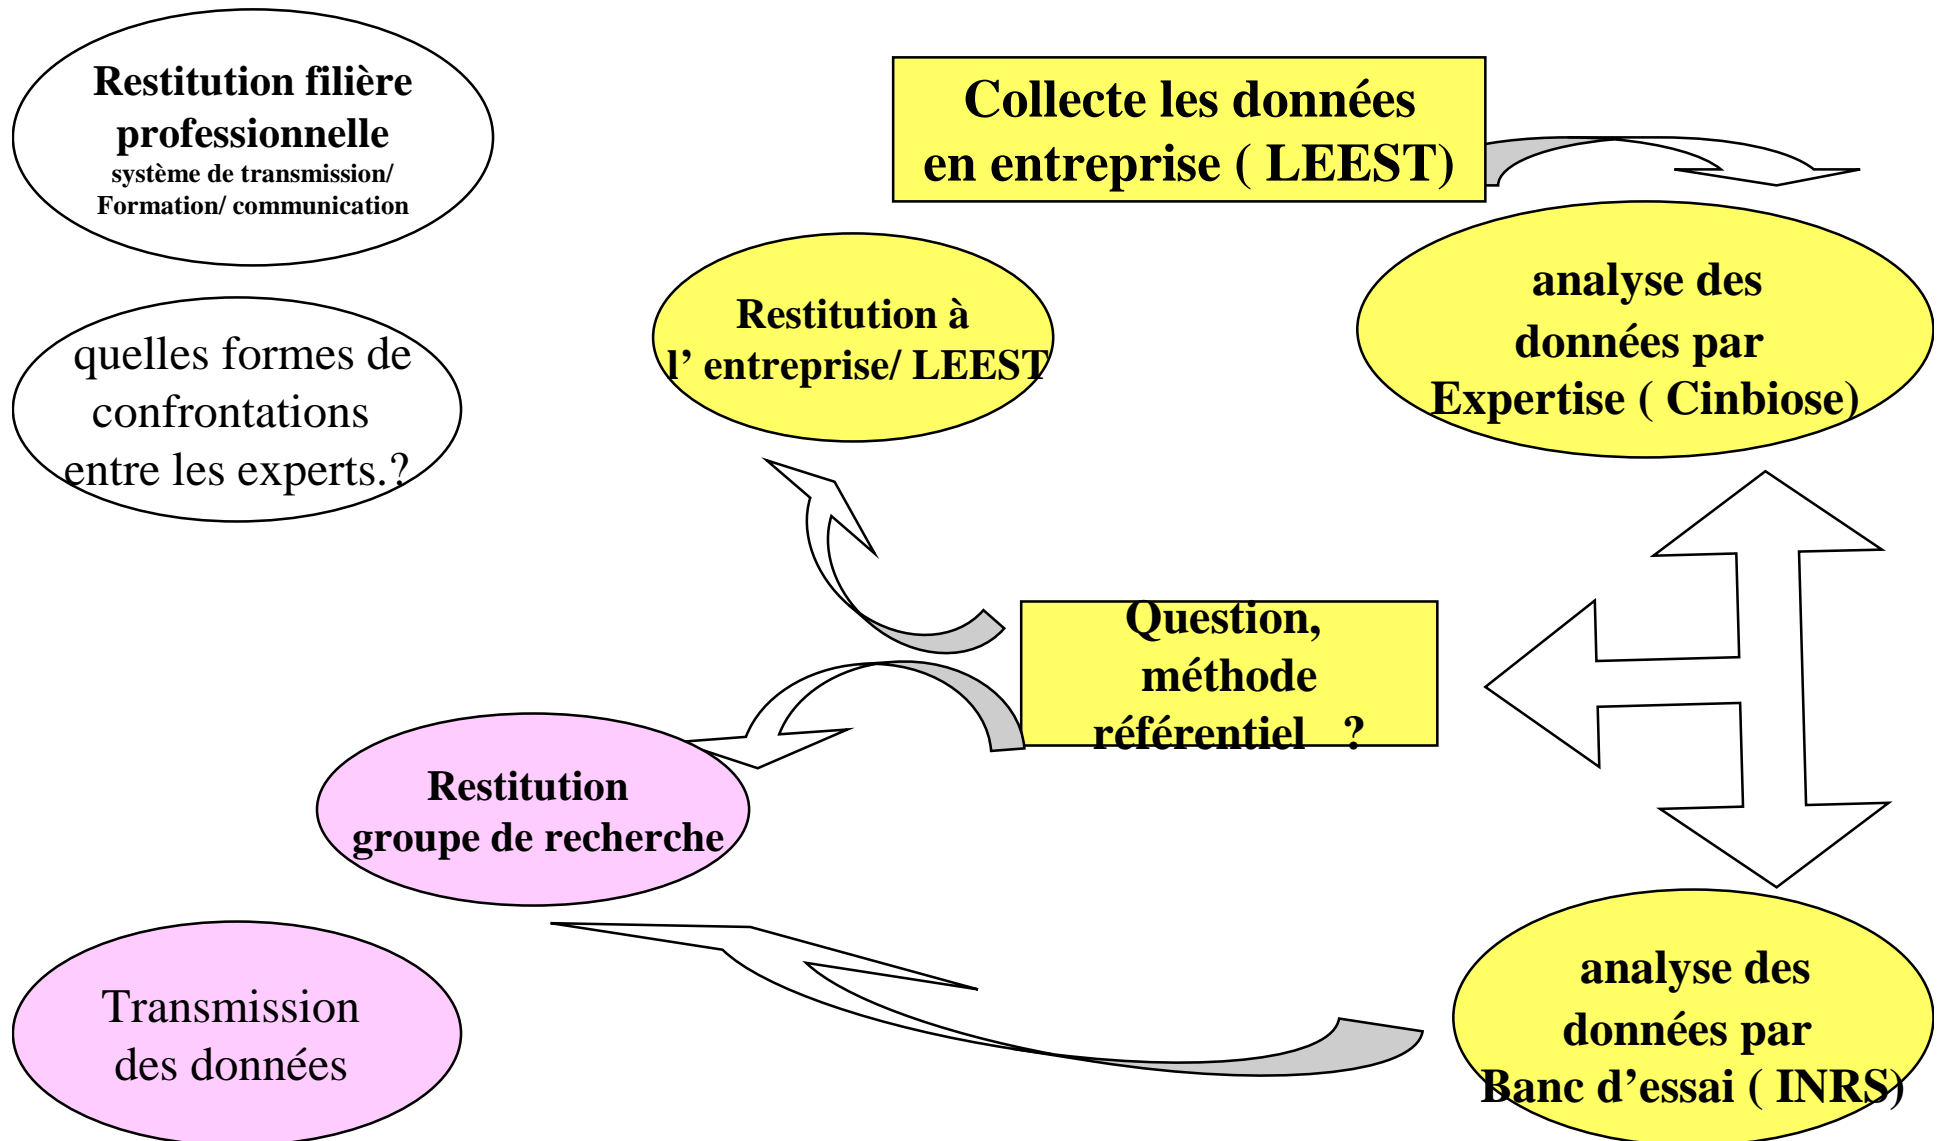 Restitution filière
professionnelle
système de transmission/
Formation/ communication
Collecte les données
en entreprise ( LEEST)
quelles formes de
confrontations
entre les experts.?
Restitution à
l’ entreprise/ LEEST
analyse des
données par
Expertise ( Cinbiose)
Question,
méthode
référentiel ?
Restitution
groupe de recherche
Transmission
des données
analyse des
données par
Banc d’essai ( INRS)